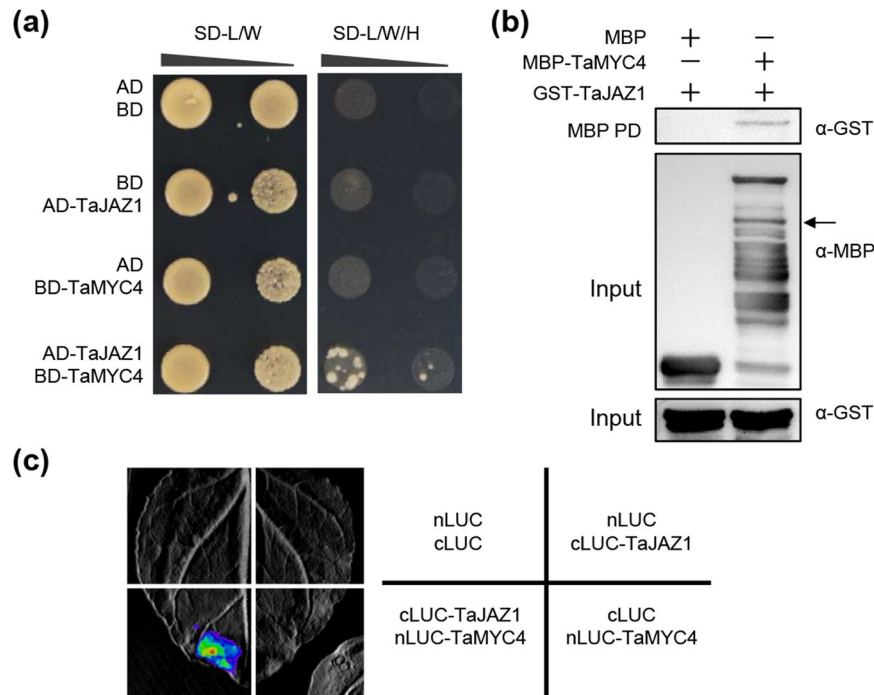 (a)
SD-L/W
SD-L/W/H
AD
BD
BD
AD-TaJAZ1
AD
BD-TaMYC4
AD-TaJAZ1
BD-TaMYC4
(b)
MBP + −
MBP-TaMYC4 − +
GST-TaJAZ1 + +
MBP PD
α-GST
α-MBP
Input
Input
α-GST
(c)
nLUC
cLUC
nLUC
cLUC-TaJAZ1
cLUC-TaJAZ1
nLUC-TaMYC4
cLUC
nLUC-TaMYC4